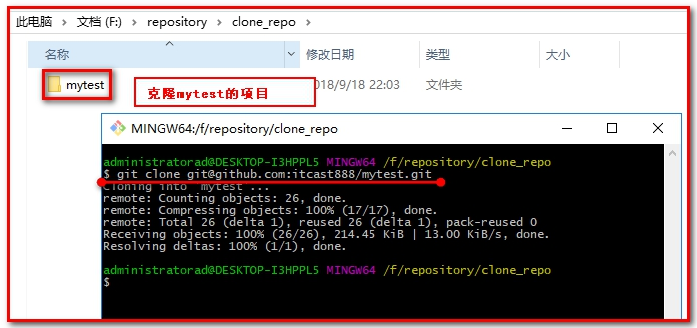 此电脑 > 文档 (F:) > repository > clone_repo
名称 修改日期 类型 大小
mytest 2018/9/18 22:03 文件夹
克隆mytest的项目
MINGW64:/f/repository/clone_repo
administratorad@DESKTOP-I3HPPL5 MINGW64 /f/repository/clone_repo
$ git clone git@github.com:itcast888/mytest.git
Cloning into 'mytest'...
remote: Counting objects: 26, done.
remote: Compressing objects: 100% (17/17), done.
remote: Total 26 (delta 1), reused 26 (delta 1), pack-reused 0
Receiving objects: 100% (26/26), 214.45 KiB | 13.00 KiB/s, done.
Resolving deltas: 100% (1/1), done.
administratorad@DESKTOP-I3HPPL5 MINGW64 /f/repository/clone_repo
$